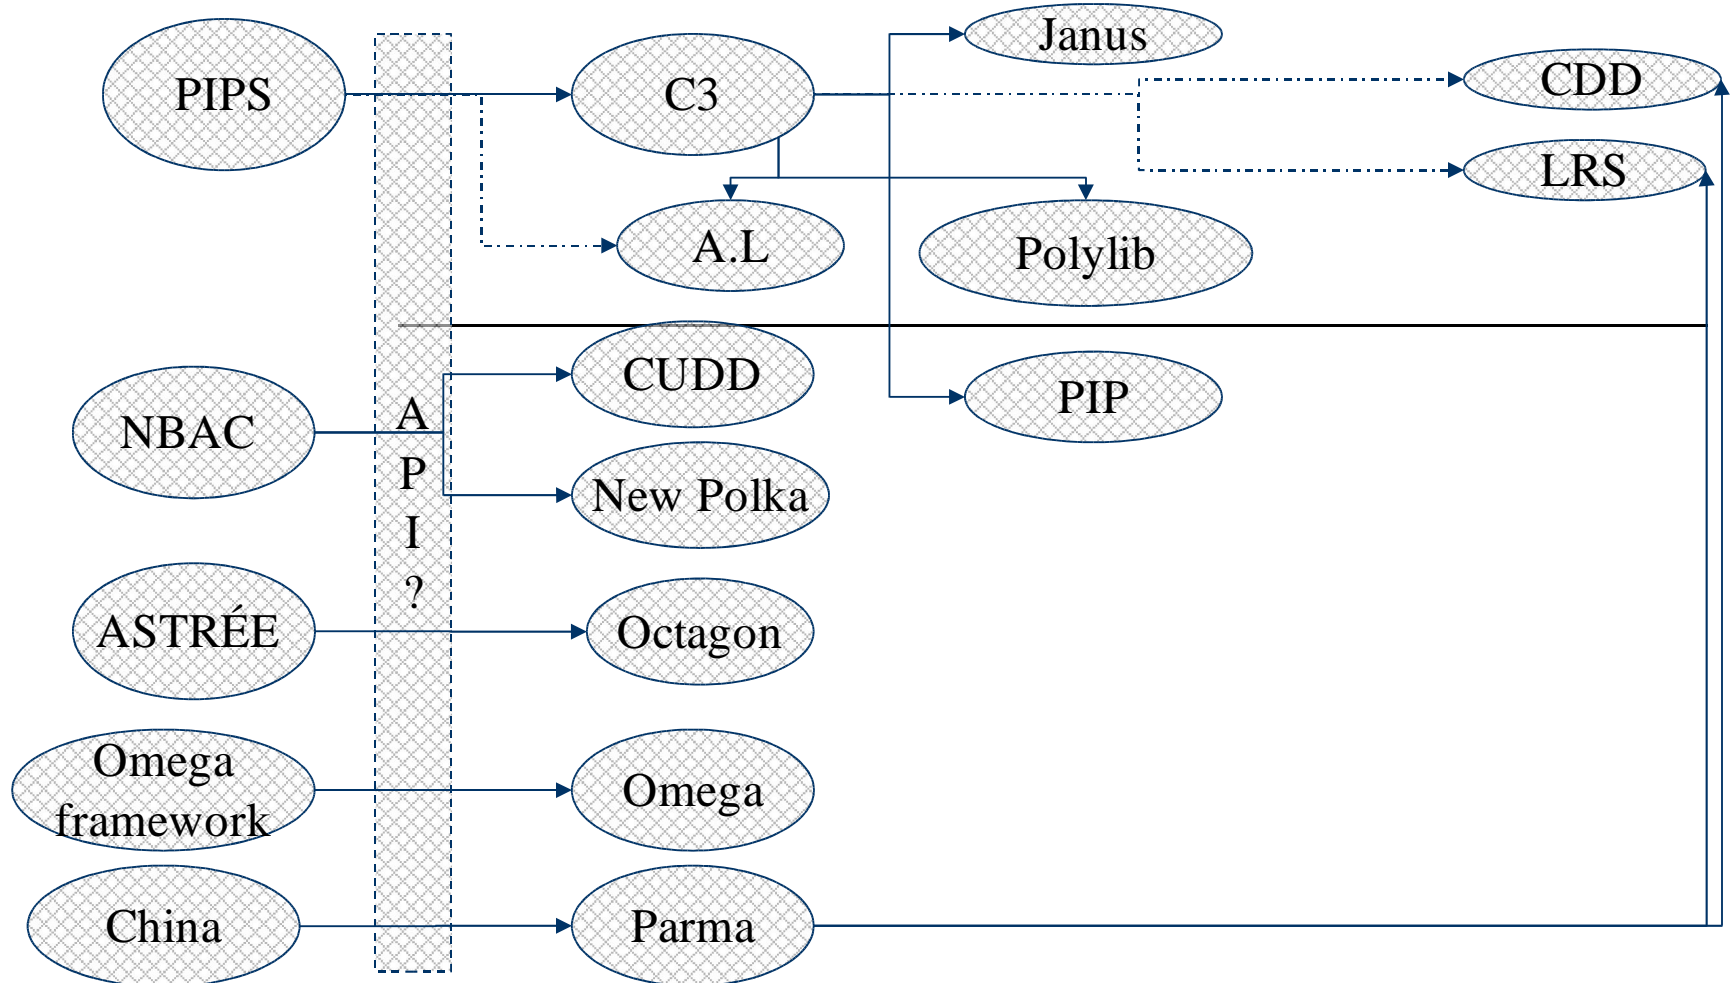 Janus
PIPS
C3
CDD
LRS
A.L
Polylib
CUDD
PIP
NBAC
A
P
I
?
New Polka
ASTRÉE
Octagon
Omega
framework
Omega
China
Parma